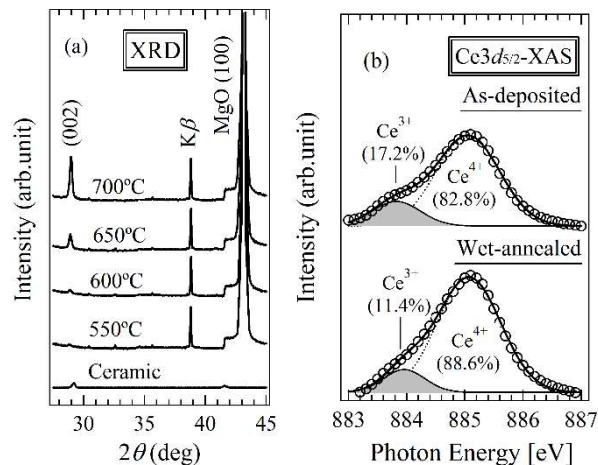 (a)
XRD
Intensity (arb.unit)
(002)
Kβ
MgO (100)
700ºC
650ºC
600ºC
550ºC
Ceramic
30
40
45
2θ (deg)
(b)
Ce3d5/2-XAS
As-deposited
Intensity (arb.unit)
Ce3+
(17.2%)
Ce4+
(82.8%)
Wet-annealed
Ce3+
(11.4%)
Ce4+
(88.6%)
883
884
885
886
887
Photon Energy [eV]